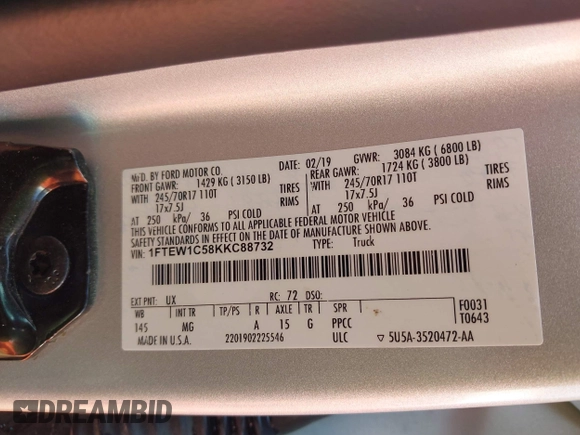 MFD. BY FORD MOTOR CO.
DATE: 02/19 GVWR: 3084 KG ( 6800 LB)
FRONT GAWR: 1429 KG ( 3150 LB) REAR GAWR: 1724 KG ( 3800 LB)
WITH 245/70R17 110T TIRES WITH 245/70R17 110T TIRES
17x7.5J RIMS 17x7.5J RIMS
AT 250 kPa/ 36 PSI COLD AT 250 kPa/ 36 PSI COLD
THIS VEHICLE CONFORMS TO ALL APPLICABLE FEDERAL MOTOR VEHICLE
SAFETY STANDARDS IN EFFECT ON THE DATE OF MANUFACTURE SHOWN ABOVE.
VIN: 1FTEW1C58KKC88732 TYPE: Truck
EXT PNT: UX RC: 72 DSO:
WB INT TR TP/PS R AXLE TR SPR
145 MG A 15 G PPCC
F0031
T0643
MADE IN U.S.A. 2201902225546 ULC ▽ 5U5A-3520472-AA
DREAMBID